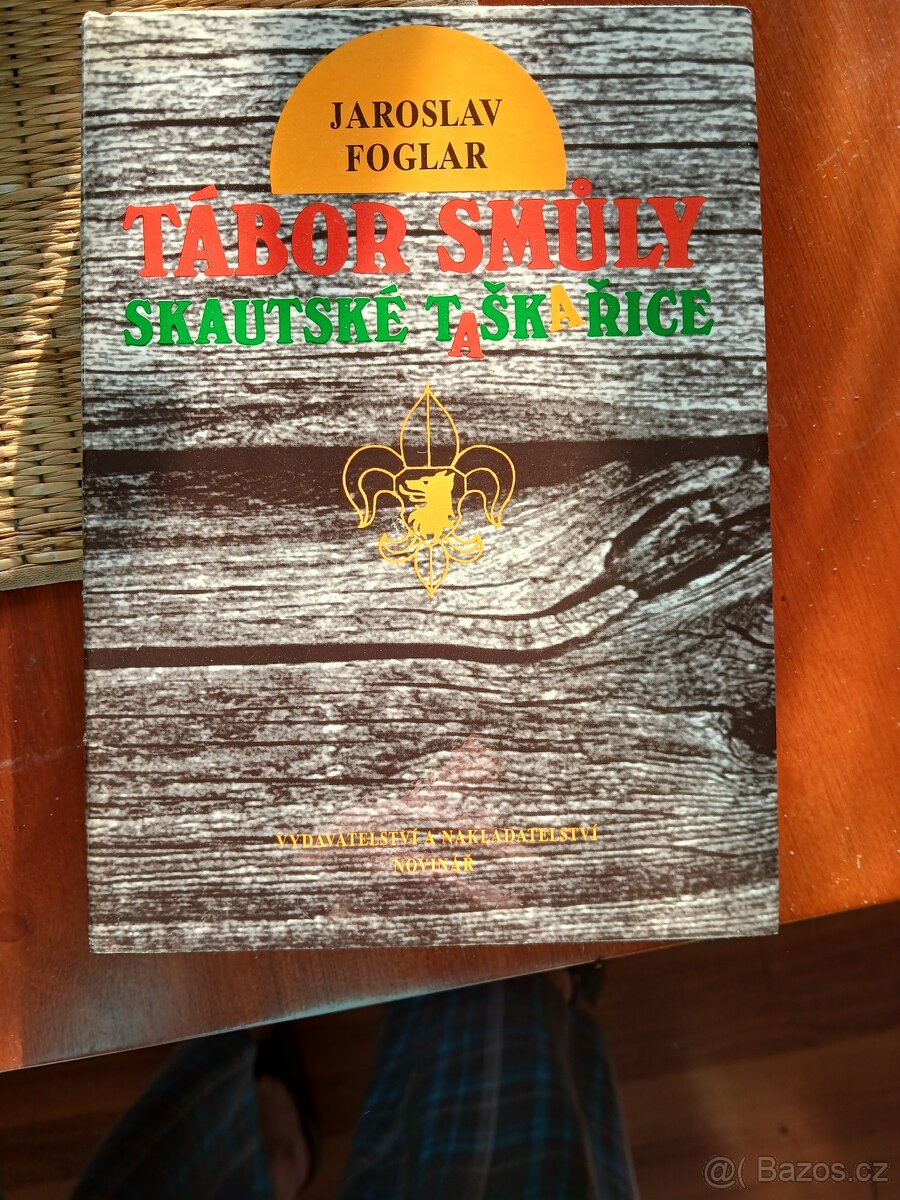 JAROSLAV
FOGLAR
TÁBOR SMŮLY
SKAUTSKÉ TAŠKAŘICE
VYDAVATELSTVÍ A NAKLADATELSTVÍ
NOVINÁŘ
@( Bazos.cz